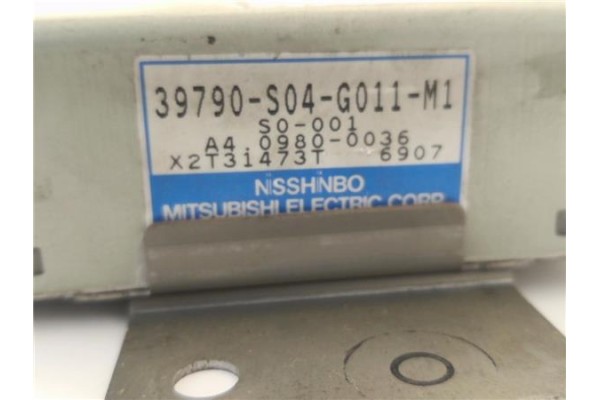 39790-S04-G011-M1
S0-001
A4.0980-0036
X2T31473T 6907
NISSHINBO
MITSUBISHI ELECTRIC CORP.